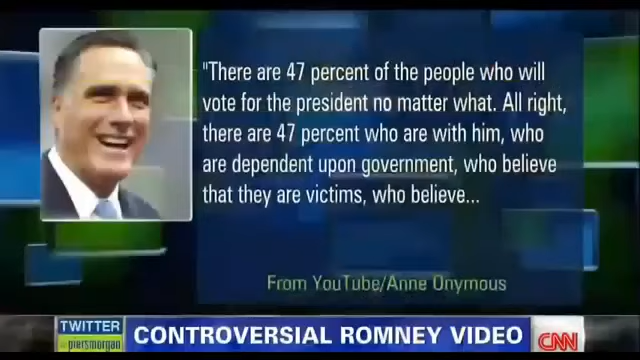 "There are 47 percent of the people who will
vote for the president no matter what. All right,
there are 47 percent who are with him, who
are dependent upon government, who believe
that they are victims, who believe...
From YouTube/Anne Onymous
TWITTER
@piersmorgan
CONTROVERSIAL ROMNEY VIDEO
CNN